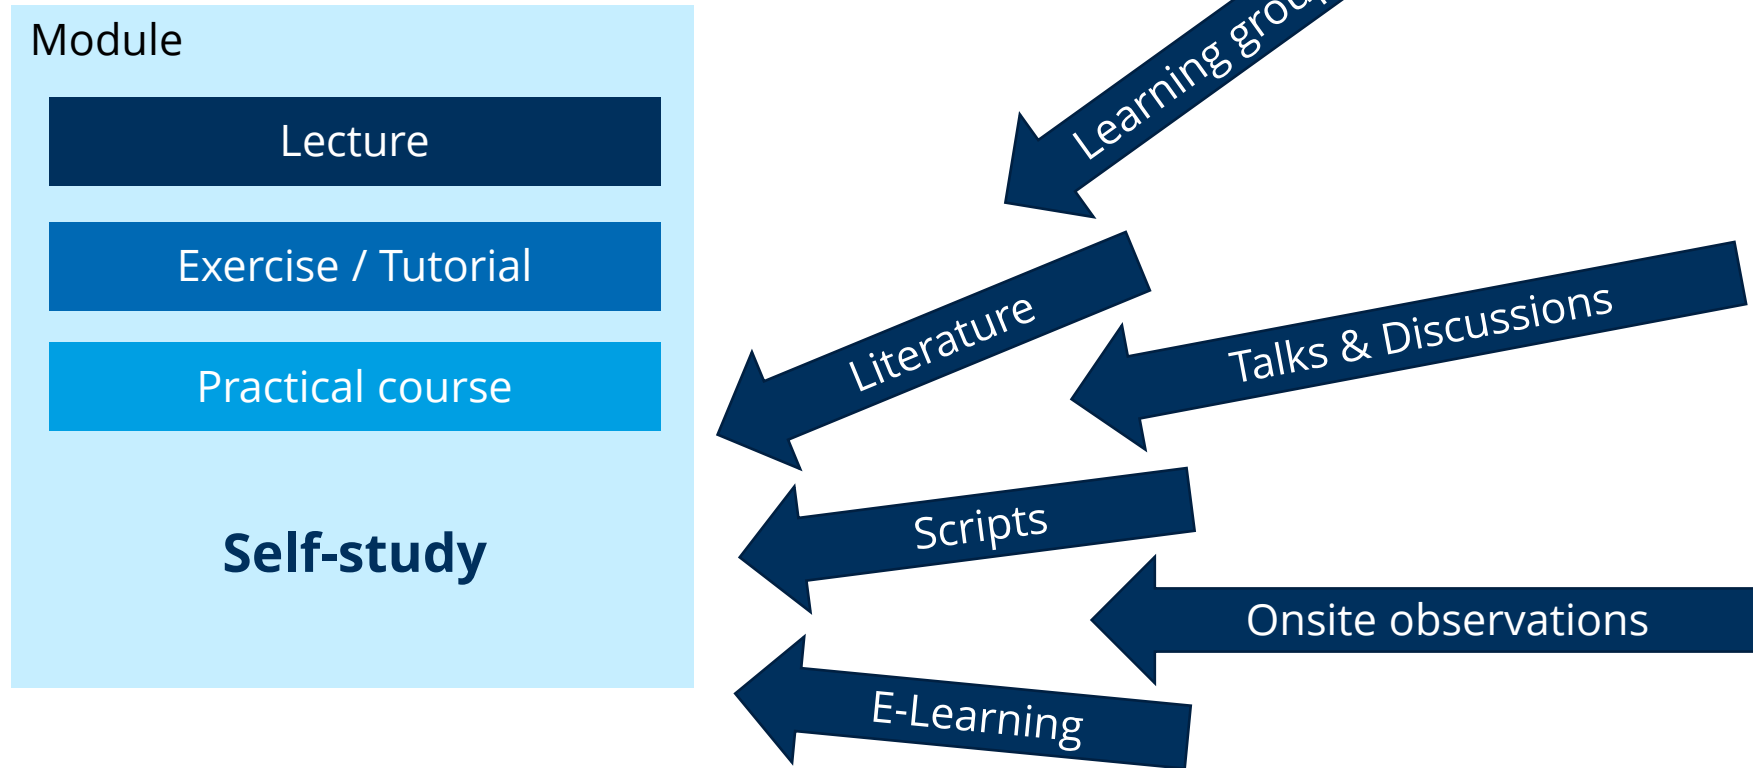 Module
Lecture
Exercise / Tutorial
Practical course
Self-study
Learning
Literature
Talks & Discussions
Scripts
Onsite observations
E-Learning